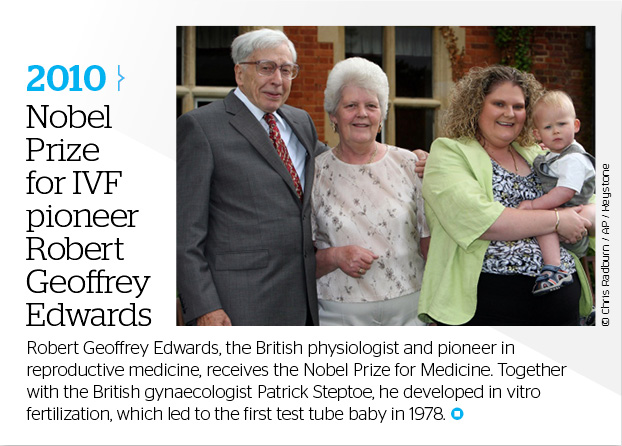 2010
Nobel
Prize
for IVF
pioneer
Robert
Geoffrey
Edwards
© Chris Radburn / AP / Keystone
Robert Geoffrey Edwards, the British physiologist and pioneer in
reproductive medicine, receives the Nobel Prize for Medicine. Together
with the British gynaecologist Patrick Steptoe, he developed in vitro
fertilization, which led to the first test tube baby in 1978.